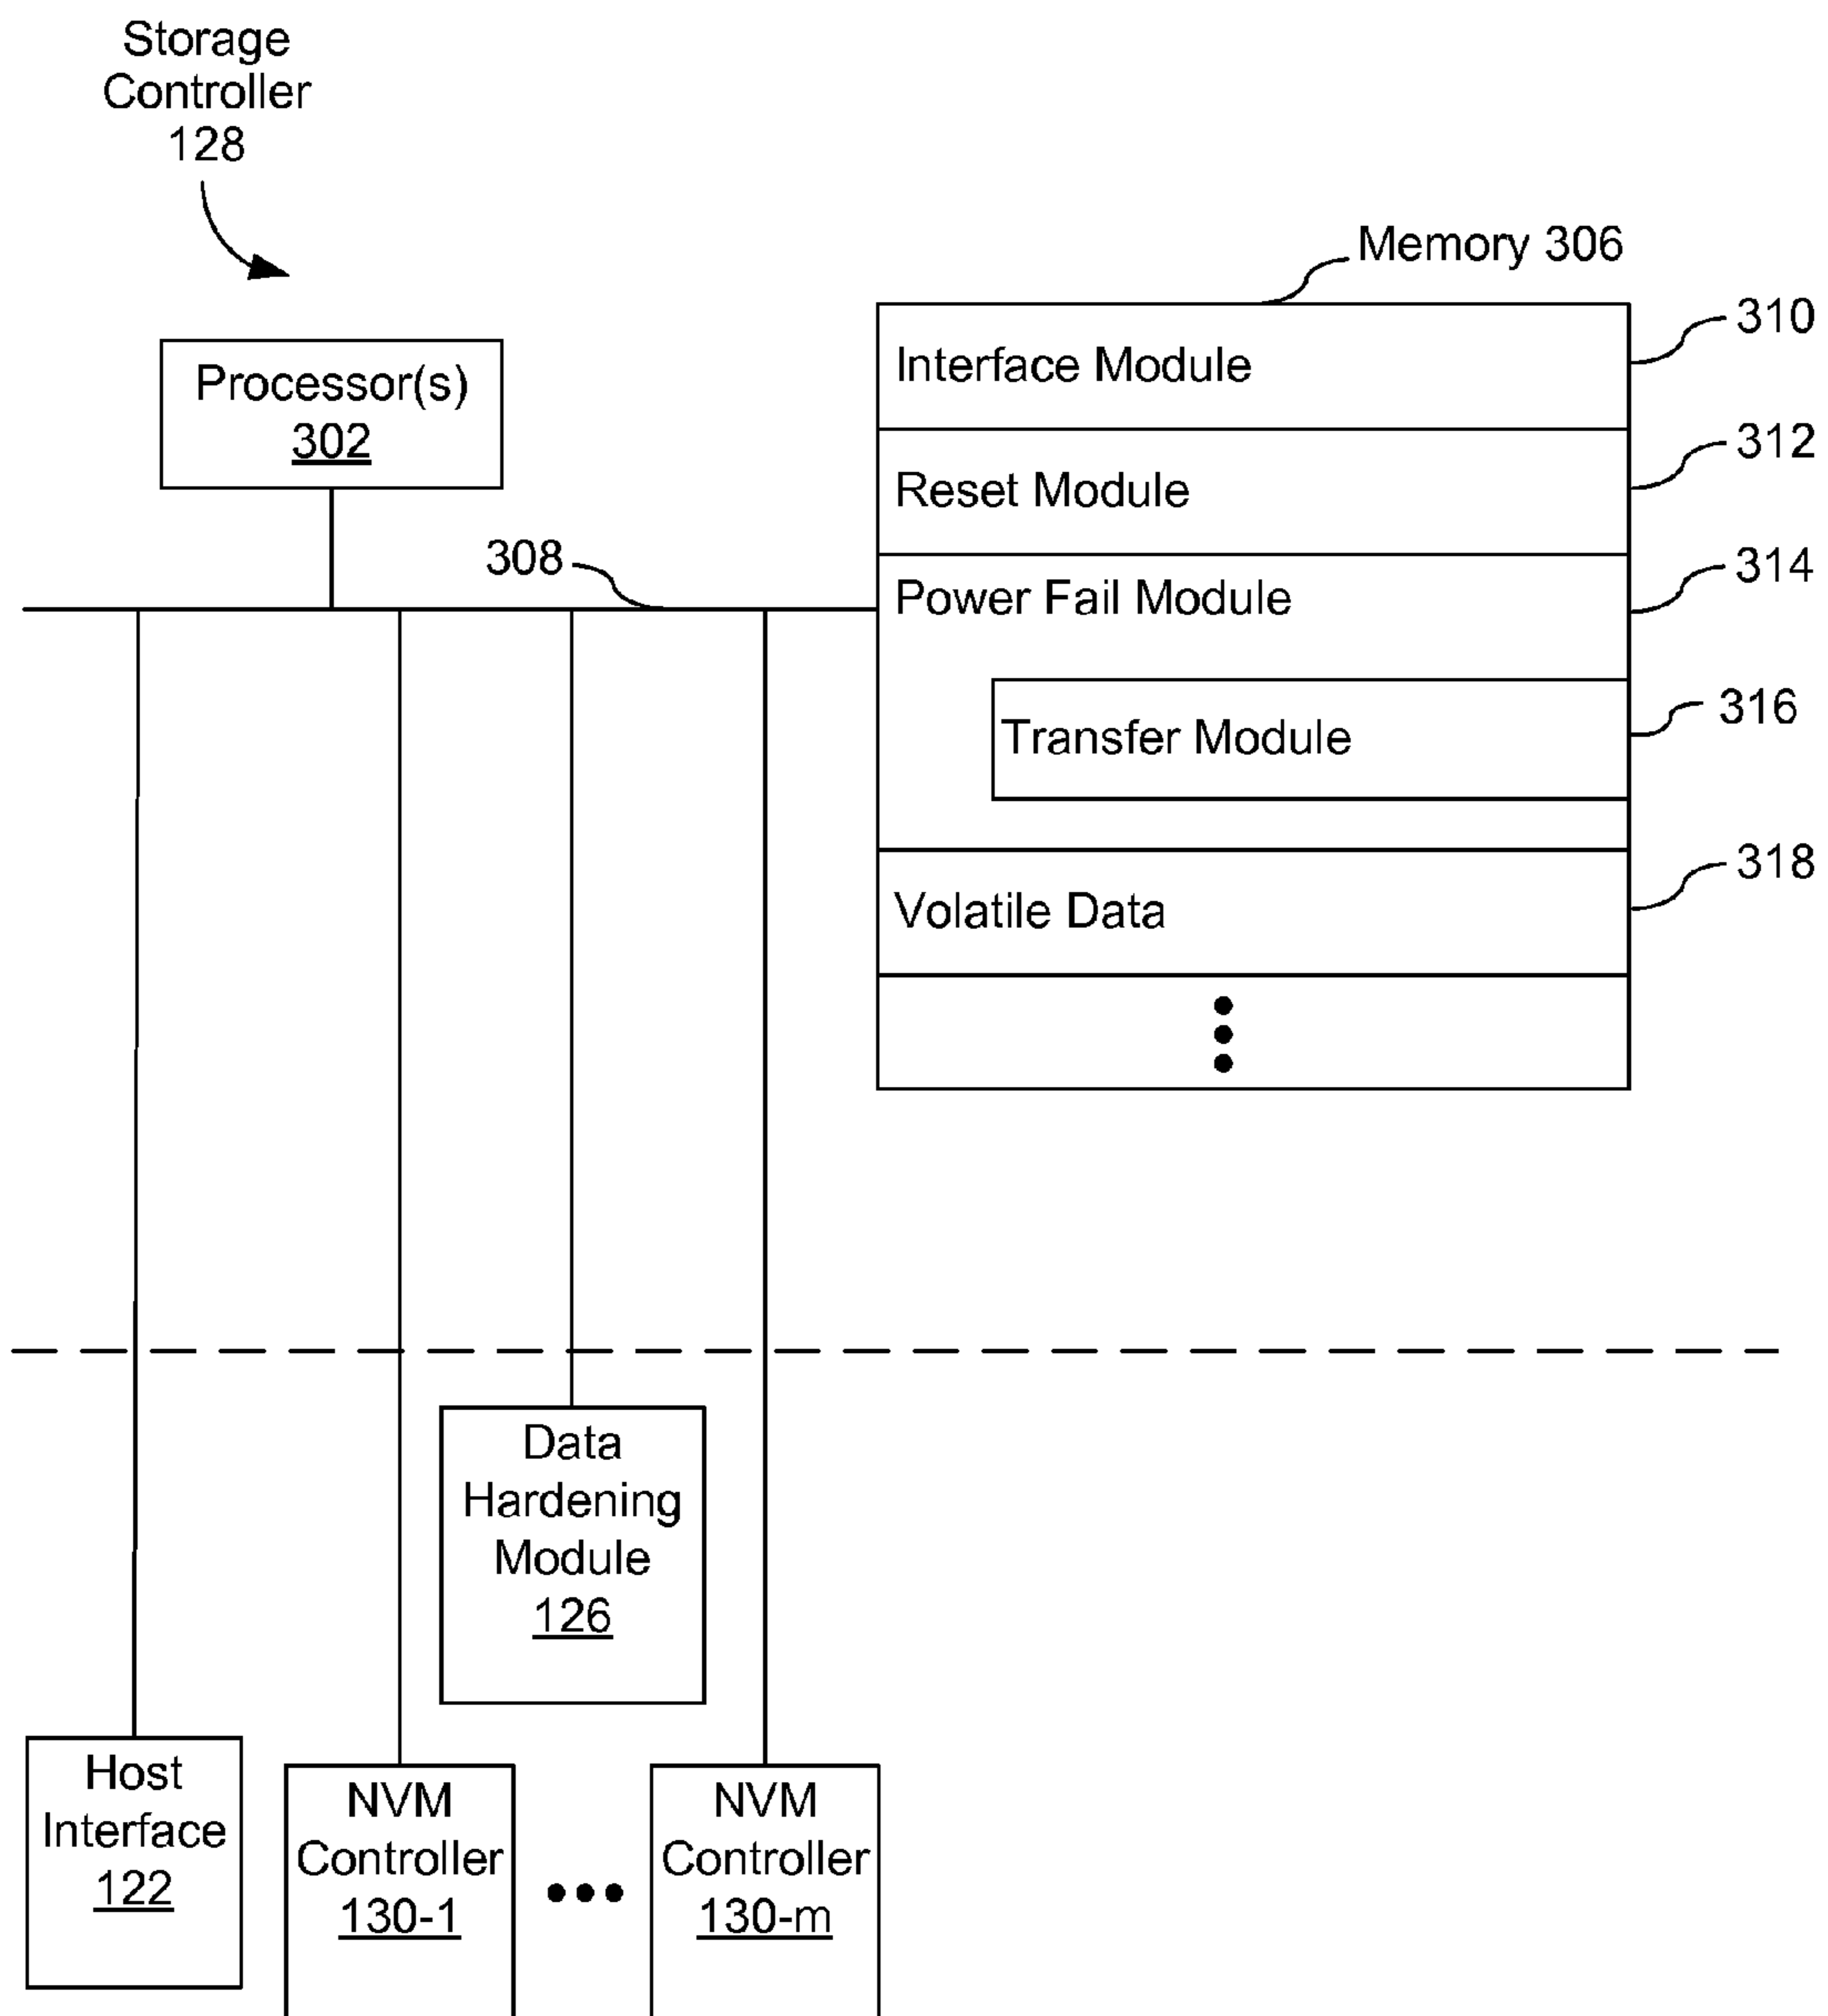 Storage
Controller
128
Memory 306
310
Interface Module
Processor(s)
302
312
Reset Module
308
314
Power Fail Module
316
Transfer Module
318
Volatile Data
Data
Hardening
Module
126
Host
Interface
122
NVM
Controller
130-1
NVM
Controller
130-m